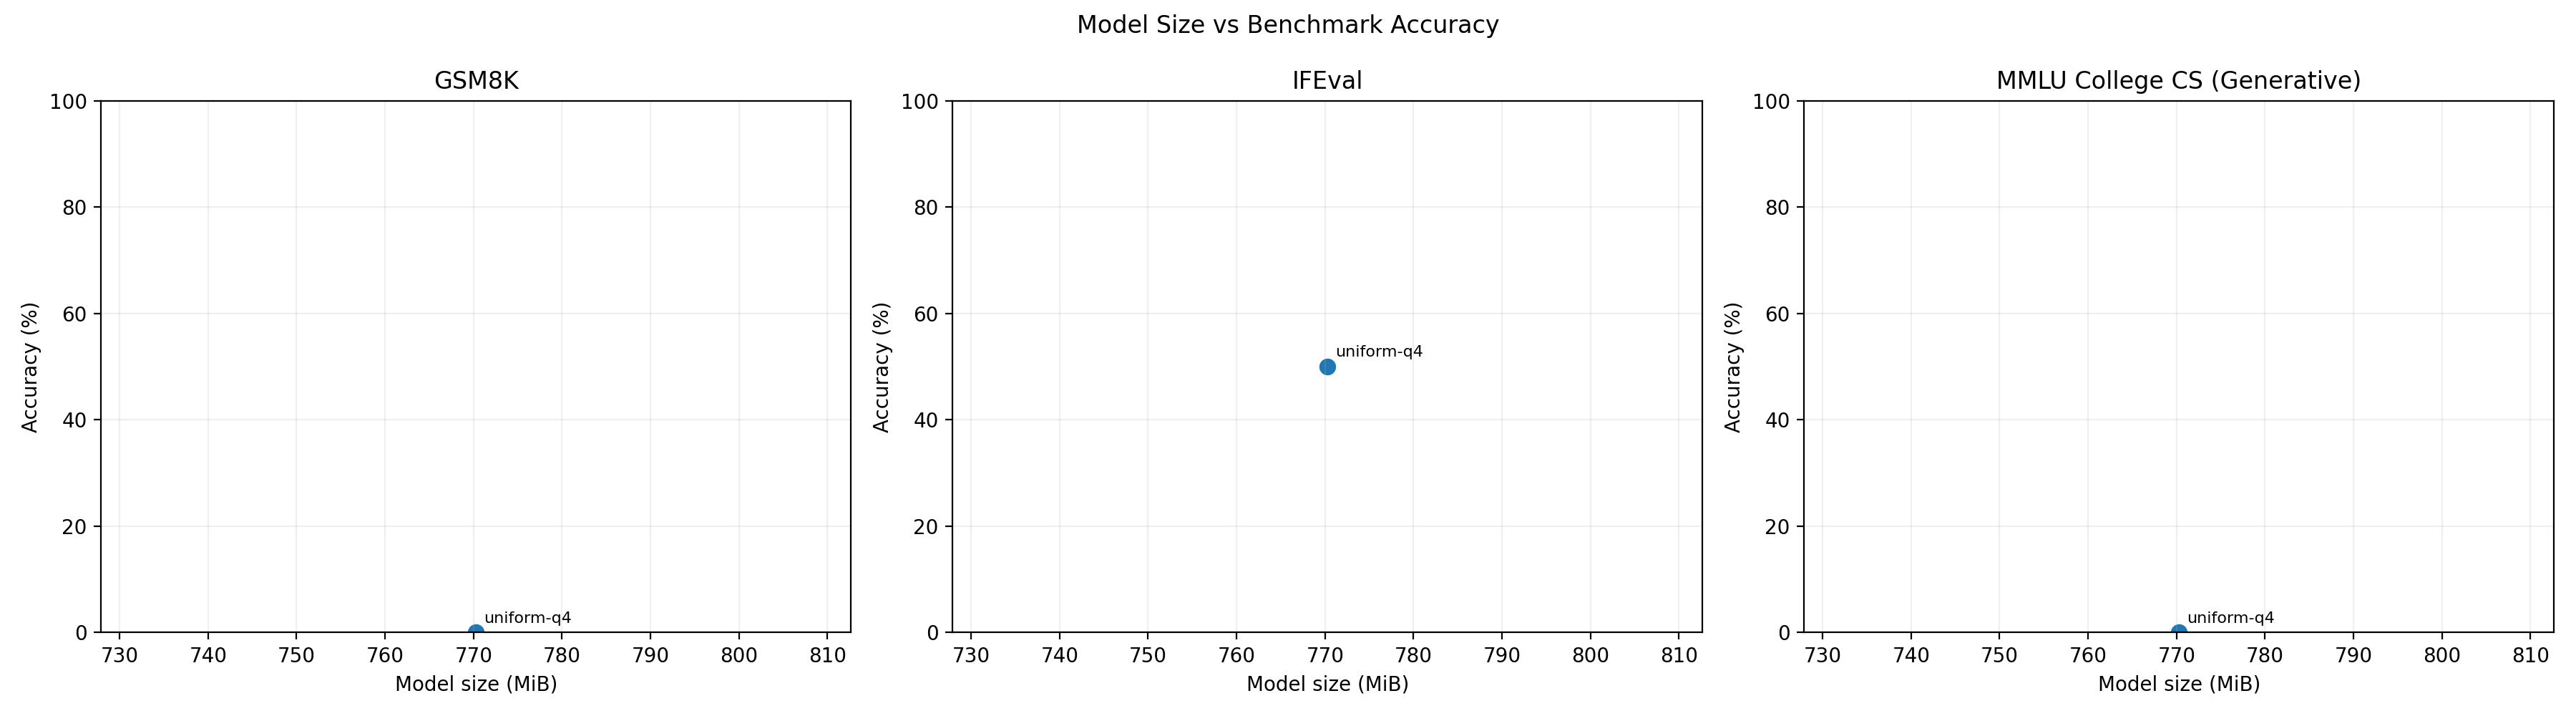 Model Size vs Benchmark Accuracy
GSM8K
100
80
60
40
20
0
Accuracy (%)
uniform-q4
730 740 750 760 770 780 790 800 810
Model size (MiB)
IFEval
100
80
60
40
20
0
Accuracy (%)
uniform-q4
730 740 750 760 770 780 790 800 810
Model size (MiB)
MMLU College CS (Generative)
100
80
60
40
20
0
Accuracy (%)
uniform-q4
730 740 750 760 770 780 790 800 810
Model size (MiB)